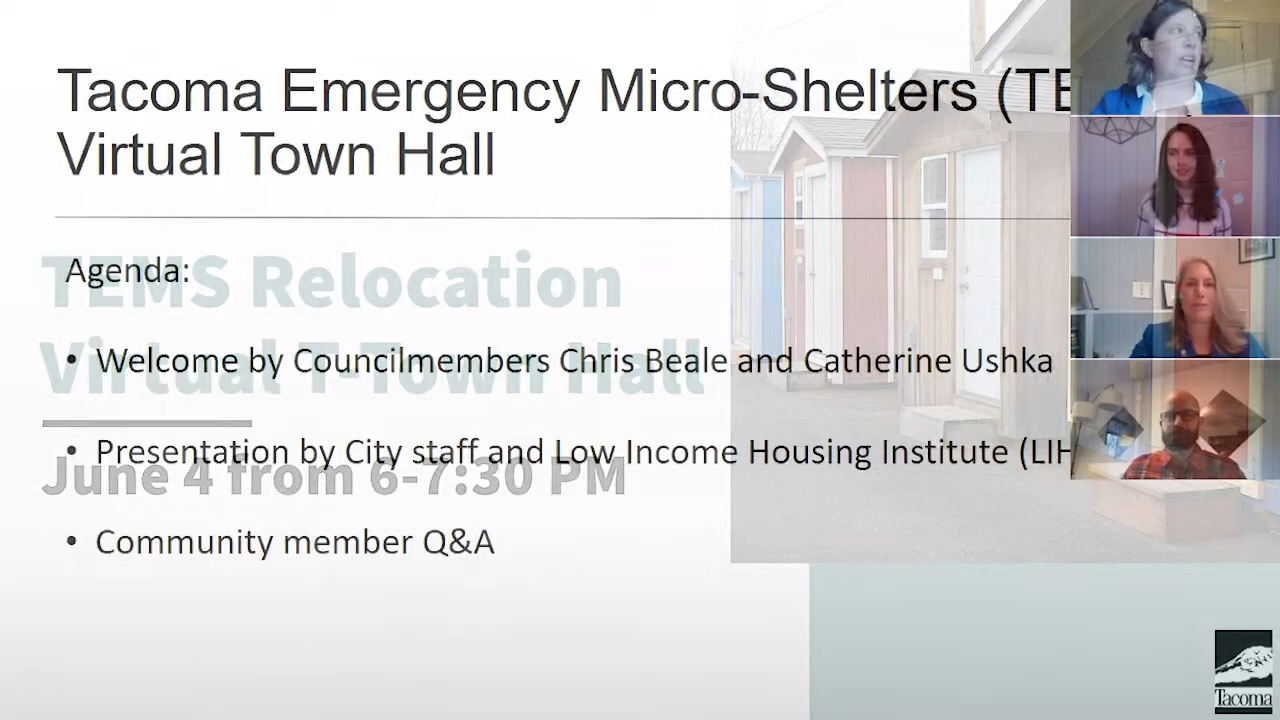 Tacoma Emergency Micro-Shelters (TE
Virtual Town Hall
Agenda:
TEMS Relocation
• Welcome by Councilmembers Chris Beale and Catherine Ushka
Virtual T-Town Hall
• Presentation by City staff and Low Income Housing Institute (LIH
June 4 from 6-7:30 PM
• Community member Q&A
Tacoma